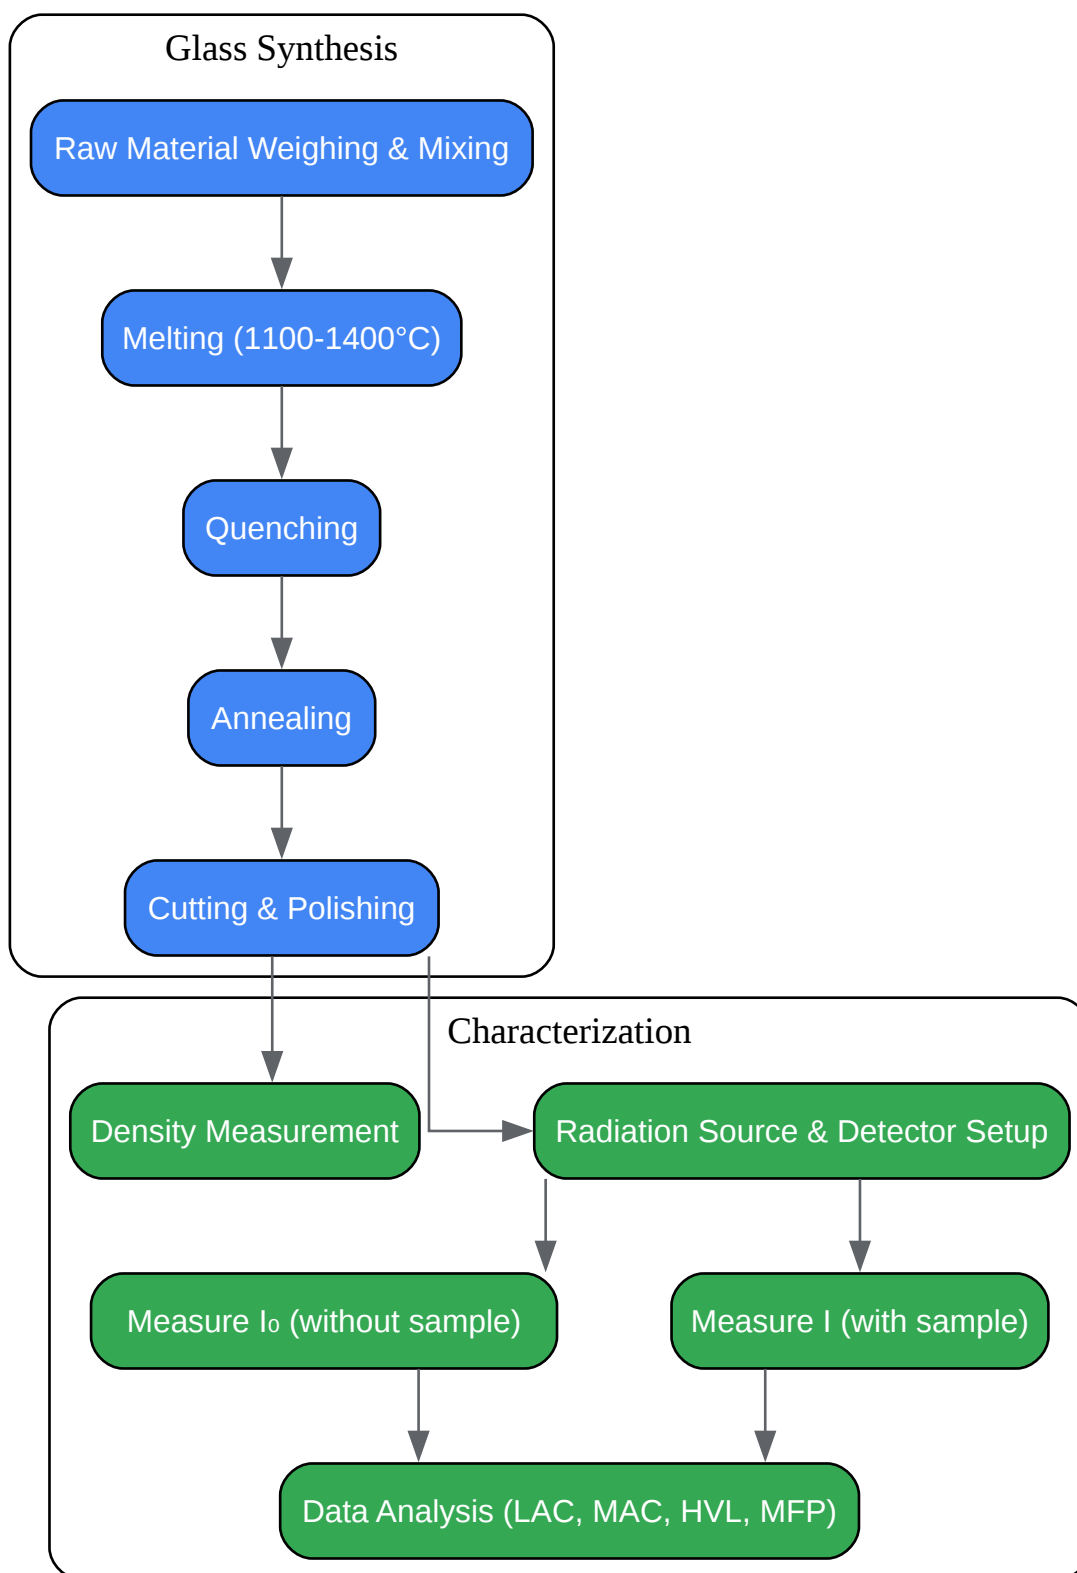 Glass Synthesis
Raw Material Weighing & Mixing
Melting (1100-1400°C)
Quenching
Annealing
Cutting & Polishing
Characterization
Density Measurement
Radiation Source & Detector Setup
Measure I₀ (without sample)
Measure I (with sample)
Data Analysis (LAC, MAC, HVL, MFP)